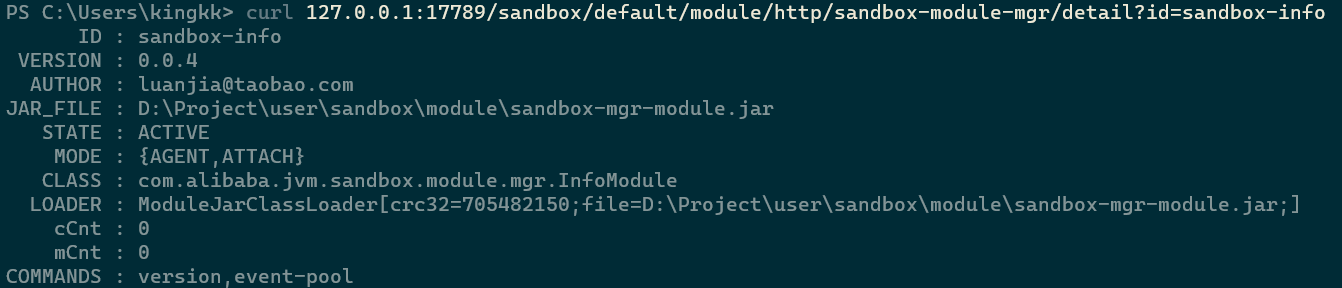 PS C:\Users\kingkk> curl 127.0.0.1:17789/sandbox/default/module/http/sandbox-module-mgr/detail?id=sandbox-info
ID : sandbox-info
VERSION : 0.0.4
AUTHOR : luanjia@taobao.com
JAR_FILE : D:\Project\user\sandbox\module\sandbox-mgr-module.jar
STATE : ACTIVE
MODE : {AGENT,ATTACH}
CLASS : com.alibaba.jvm.sandbox.module.mgr.InfoModule
LOADER : ModuleJarClassLoader[crc32=705482150;file=D:\Project\user\sandbox\module\sandbox-mgr-module.jar;]
cCnt : 0
mCnt : 0
COMMANDS : version,event-pool